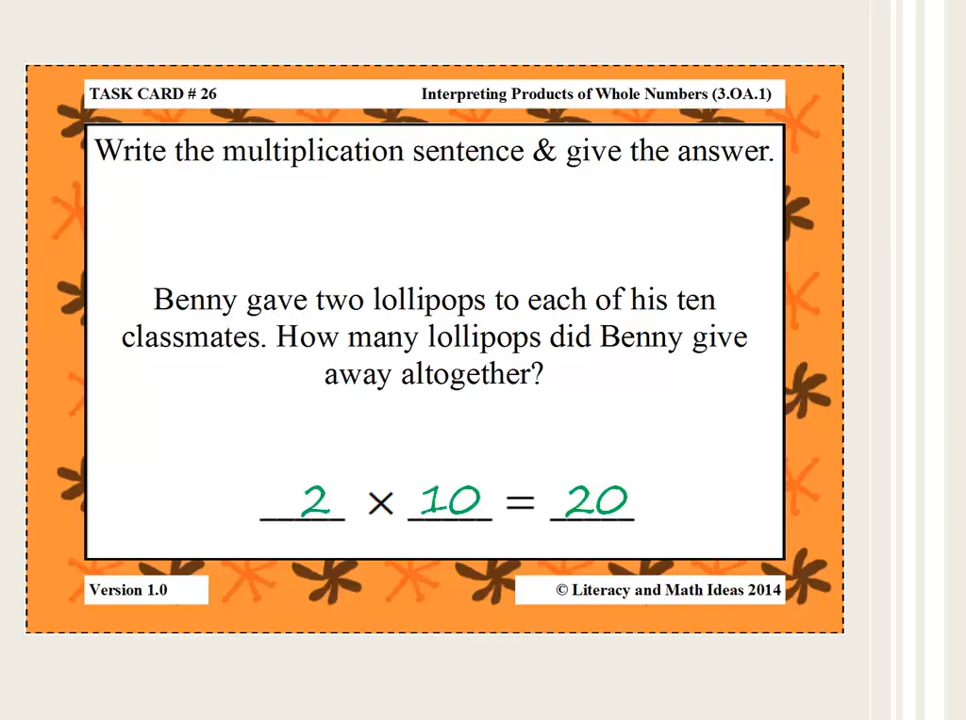 TASK CARD # 26 Interpreting Products of Whole Numbers (3.OA.1)
Write the multiplication sentence & give the answer.
Benny gave two lollipops to each of his ten
classmates. How many lollipops did Benny give
away altogether?
2 × 10 = 20
Version 1.0 © Literacy and Math Ideas 2014